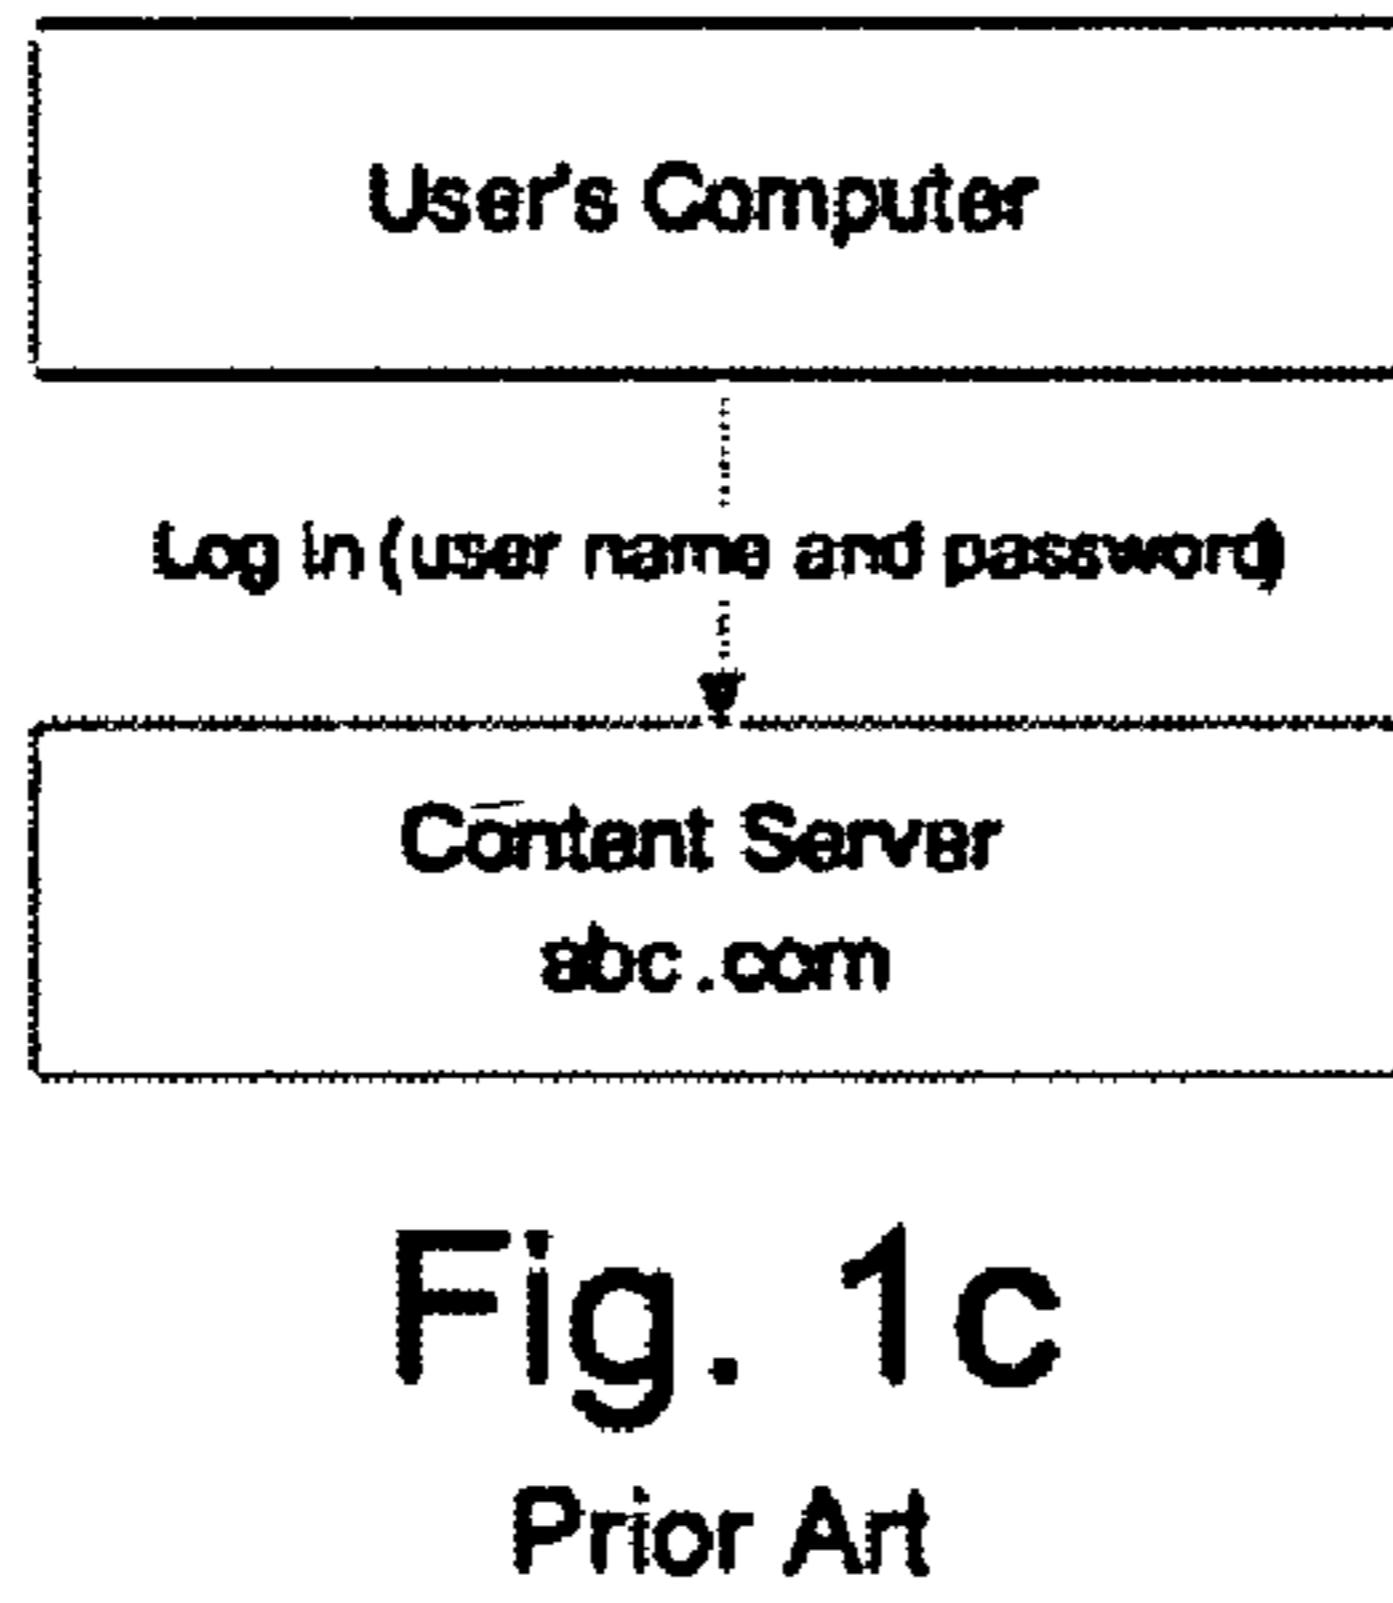 User's Computer
Log in (user name and password)
Content Server
abc.com
Fig. 1c
Prior Art